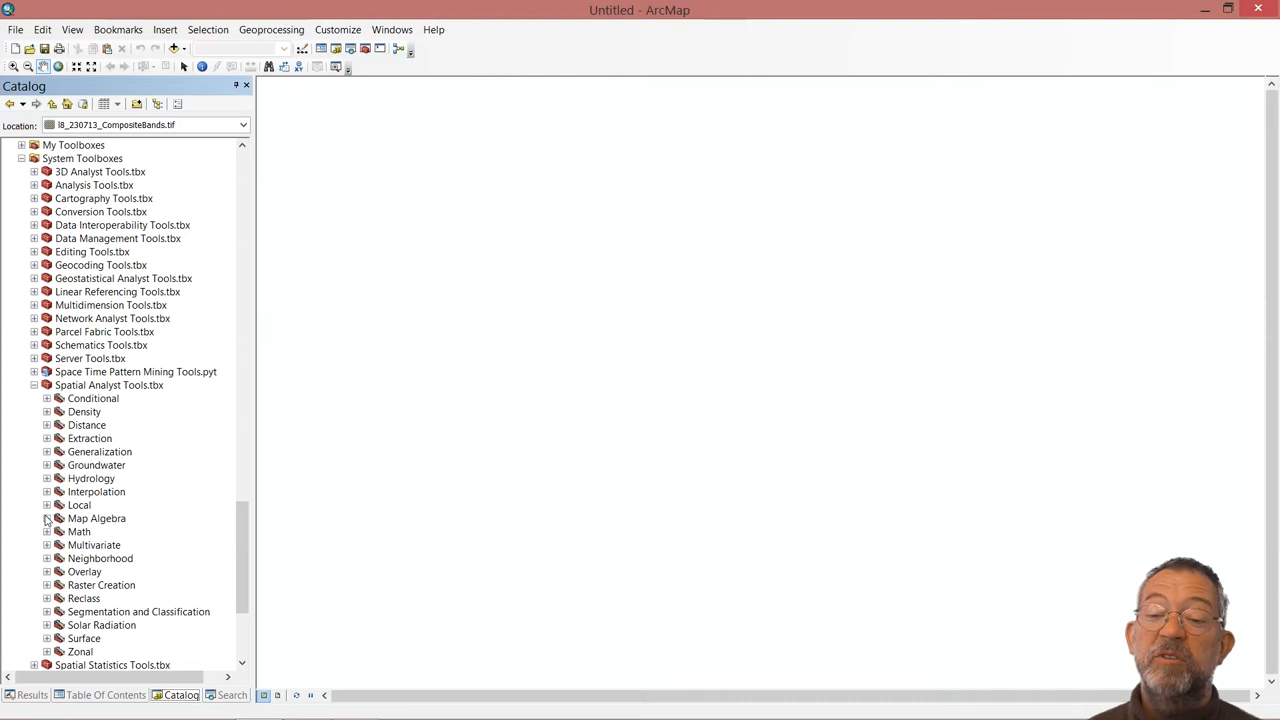 Untitled - ArcMap
File Edit View Bookmarks Insert Selection Geoprocessing Customize Windows Help
Catalog
Location: l8_230713_CompositeBands.tif
My Toolboxes
System Toolboxes
3D Analyst Tools.tbx
Analysis Tools.tbx
Cartography Tools.tbx
Conversion Tools.tbx
Data Interoperability Tools.tbx
Data Management Tools.tbx
Editing Tools.tbx
Geocoding Tools.tbx
Geostatistical Analyst Tools.tbx
Linear Referencing Tools.tbx
Multidimension Tools.tbx
Network Analyst Tools.tbx
Parcel Fabric Tools.tbx
Schematics Tools.tbx
Server Tools.tbx
Space Time Pattern Mining Tools.pyt
Spatial Analyst Tools.tbx
Conditional
Density
Distance
Extraction
Generalization
Groundwater
Hydrology
Interpolation
Local
Map Algebra
Math
Multivariate
Neighborhood
Overlay
Raster Creation
Reclass
Segmentation and Classification
Solar Radiation
Surface
Zonal
Spatial Statistics Tools.tbx
Results Table Of Contents Catalog Search